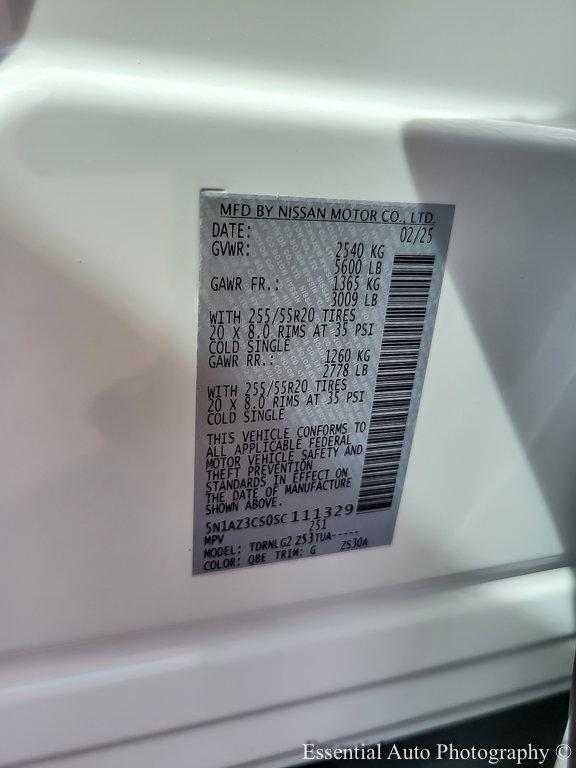 MFD BY NISSAN MOTOR CO., LTD.
DATE: 02/25
GVWR: 2540 KG
5600 LB
GAWR FR.: 1365 KG
3009 LB
WITH 255/55R20 TIRES
20 X 8.0 RIMS AT 35 PSI
COLD SINGLE
GAWR RR.: 1260 KG
2778 LB
WITH 255/55R20 TIRES
20 X 8.0 RIMS AT 35 PSI
COLD SINGLE
THIS VEHICLE CONFORMS TO
ALL APPLICABLE FEDERAL
MOTOR VEHICLE SAFETY AND
THEFT PREVENTION
STANDARDS IN EFFECT ON
THE DATE OF MANUFACTURE
SHOWN ABOVE.
5N1AZ3CS0SC111329
251
MPV
MODEL: TDRNLG2 Z53TUA-----
COLOR: QBE TRIM: G ZS30A
Essential Auto Photography ©